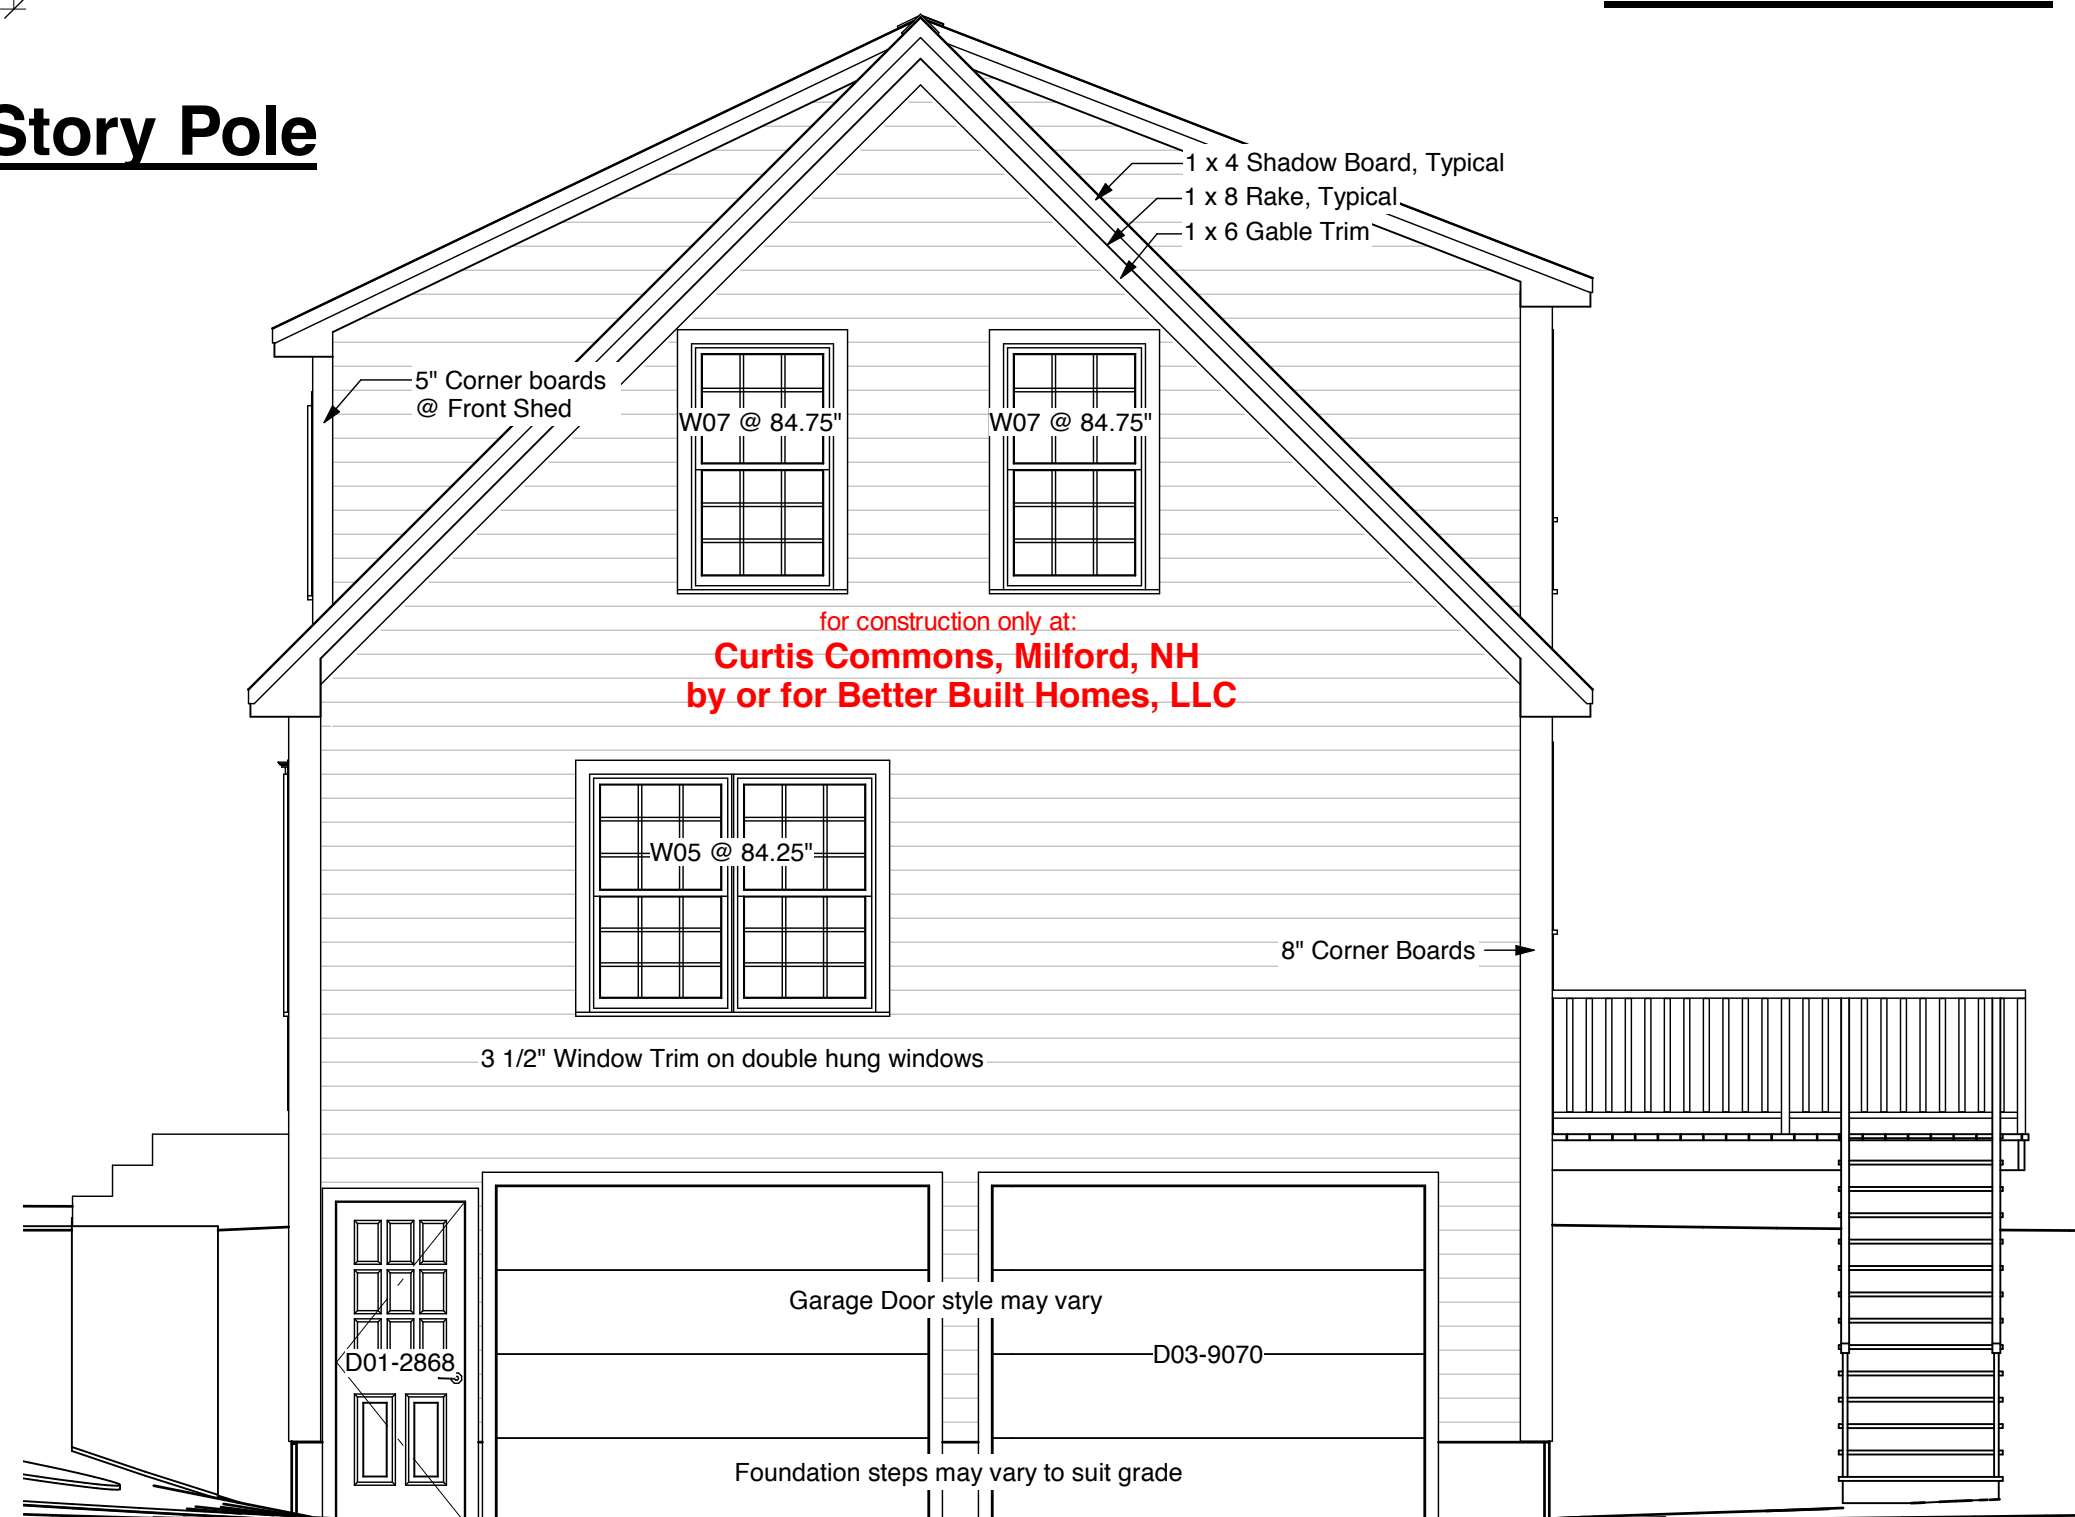 Story Pole
1 x 4 Shadow Board, Typical
1 x 8 Rake, Typical
1 x 6 Gable Trim
5" Corner boards
@ Front Shed
W07 @ 84.75"
W07 @ 84.75"
for construction only at:
Curtis Commons, Milford, NH
by or for Better Built Homes, LLC
W05 @ 84.25"
8" Corner Boards
3 1/2" Window Trim on double hung windows
Garage Door style may vary
D01-2868
D03-9070
Foundation steps may vary to suit grade